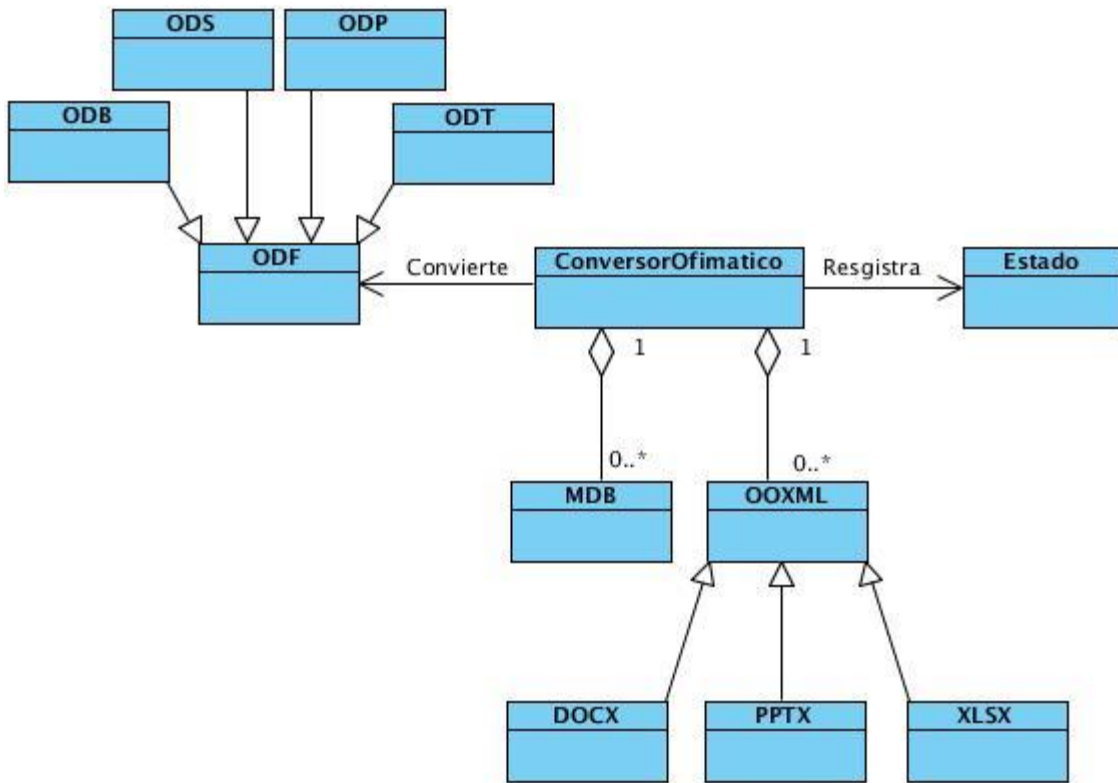 ODS
ODP
ODB
ODT
ODF
Convierte
ConversorOfimatico
Resgistra
Estado
1
1
0..*
0..*
MDB
OOXML
DOCX
PPTX
XLSX